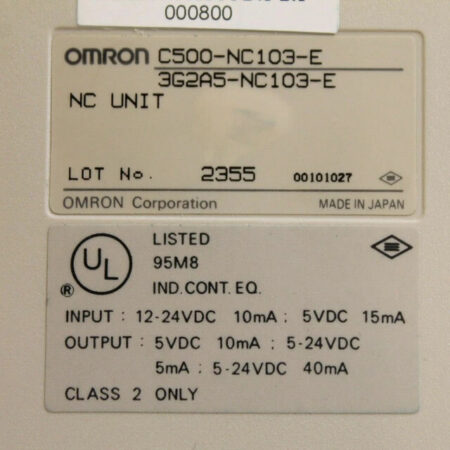 000800
OMRON C500-NC103-E
3G2A5-NC103-E
NC UNIT
LOT No. 2355 00101027
OMRON Corporation MADE IN JAPAN
UL LISTED
95M8
® IND.CONT.EQ.
INPUT : 12-24VDC 10mA ; 5VDC 15mA
OUTPUT : 5VDC 10mA ; 5-24VDC
5mA ; 5-24VDC 40mA
CLASS 2 ONLY